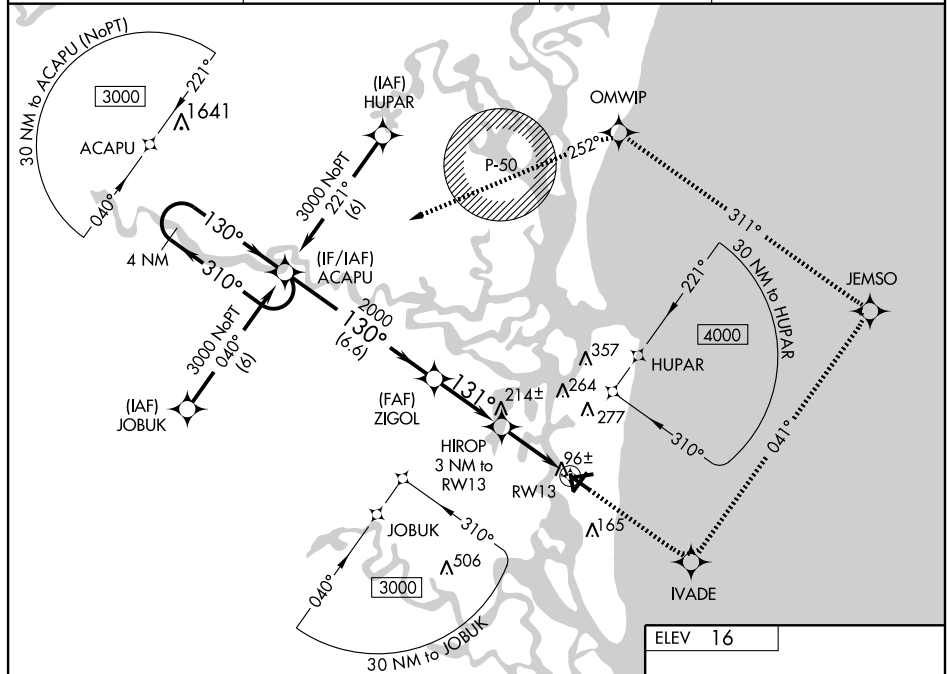 30 NM to ACAPU (NoPT)
3000
221°
1641
ACAPU
040°
(IAF)
HUPAR
OMWIP
P-50
252°
3000 NoPT
221°
(6)
311°
130°
4 NM
310°
(IF/IAF)
ACAPU
30 NM to HUPAR
221°
JEMSO
2000
130°
(6.6)
4000
3000 NoPT
040°
(6)
357
HUPAR
(IAF)
JOBUK
(FAF)
ZIGOL
131°
214±
264
277
310°
041°
HIROP
3 NM to
RW13
96±
RW13
JOBUK
310°
165
040°
506
3000
IVADE
30 NM to JOBUK
ELEV 16